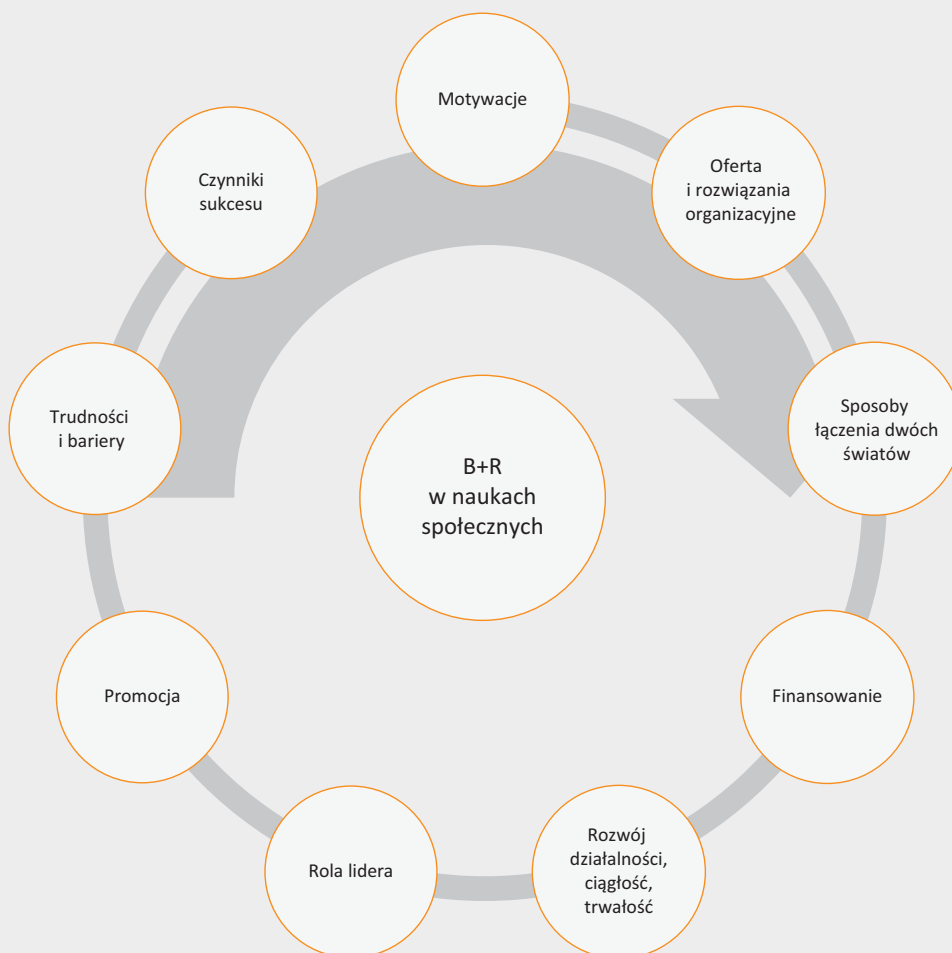 Motywacje
Oferta
i rozwiązania
organizacyjne
Sposoby
łączenia dwóch
światów
Finansowanie
Rozwój
działalności,
ciągłość,
trwałość
Rola lidera
Promocja
Trudności
i bariery
Czynniki
sukcesu
B+R
w naukach
społecznych